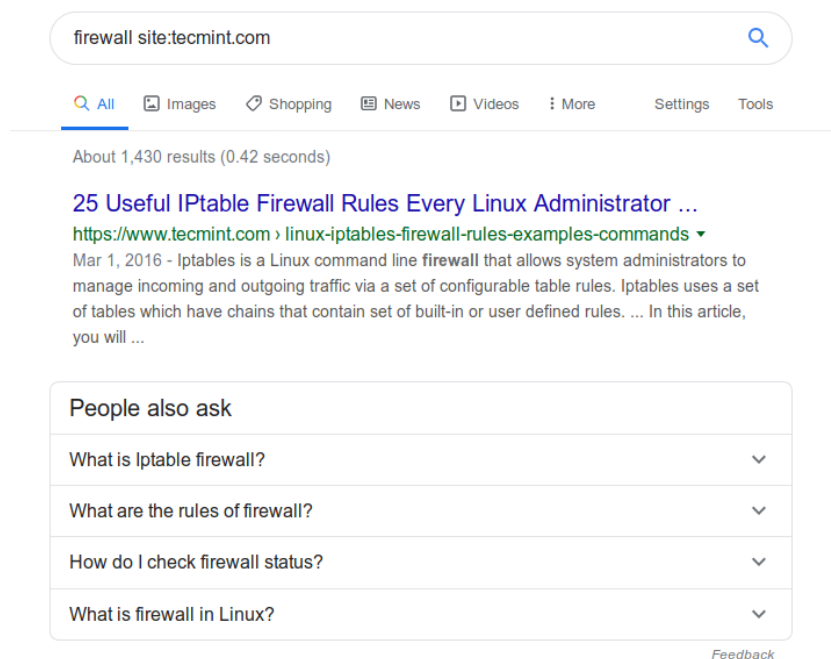 firewall site:tecmint.com
All Images Shopping News Videos More Settings Tools
About 1,430 results (0.42 seconds)
25 Useful IPtable Firewall Rules Every Linux Administrator ...
https://www.tecmint.com › linux-iptables-firewall-rules-examples-commands
Mar 1, 2016 - Iptables is a Linux command line firewall that allows system administrators to
manage incoming and outgoing traffic via a set of configurable table rules. Iptables uses a set
of tables which have chains that contain set of built-in or user defined rules. ... In this article,
you will ...
People also ask
What is Iptable firewall?
What are the rules of firewall?
How do I check firewall status?
What is firewall in Linux?
Feedback